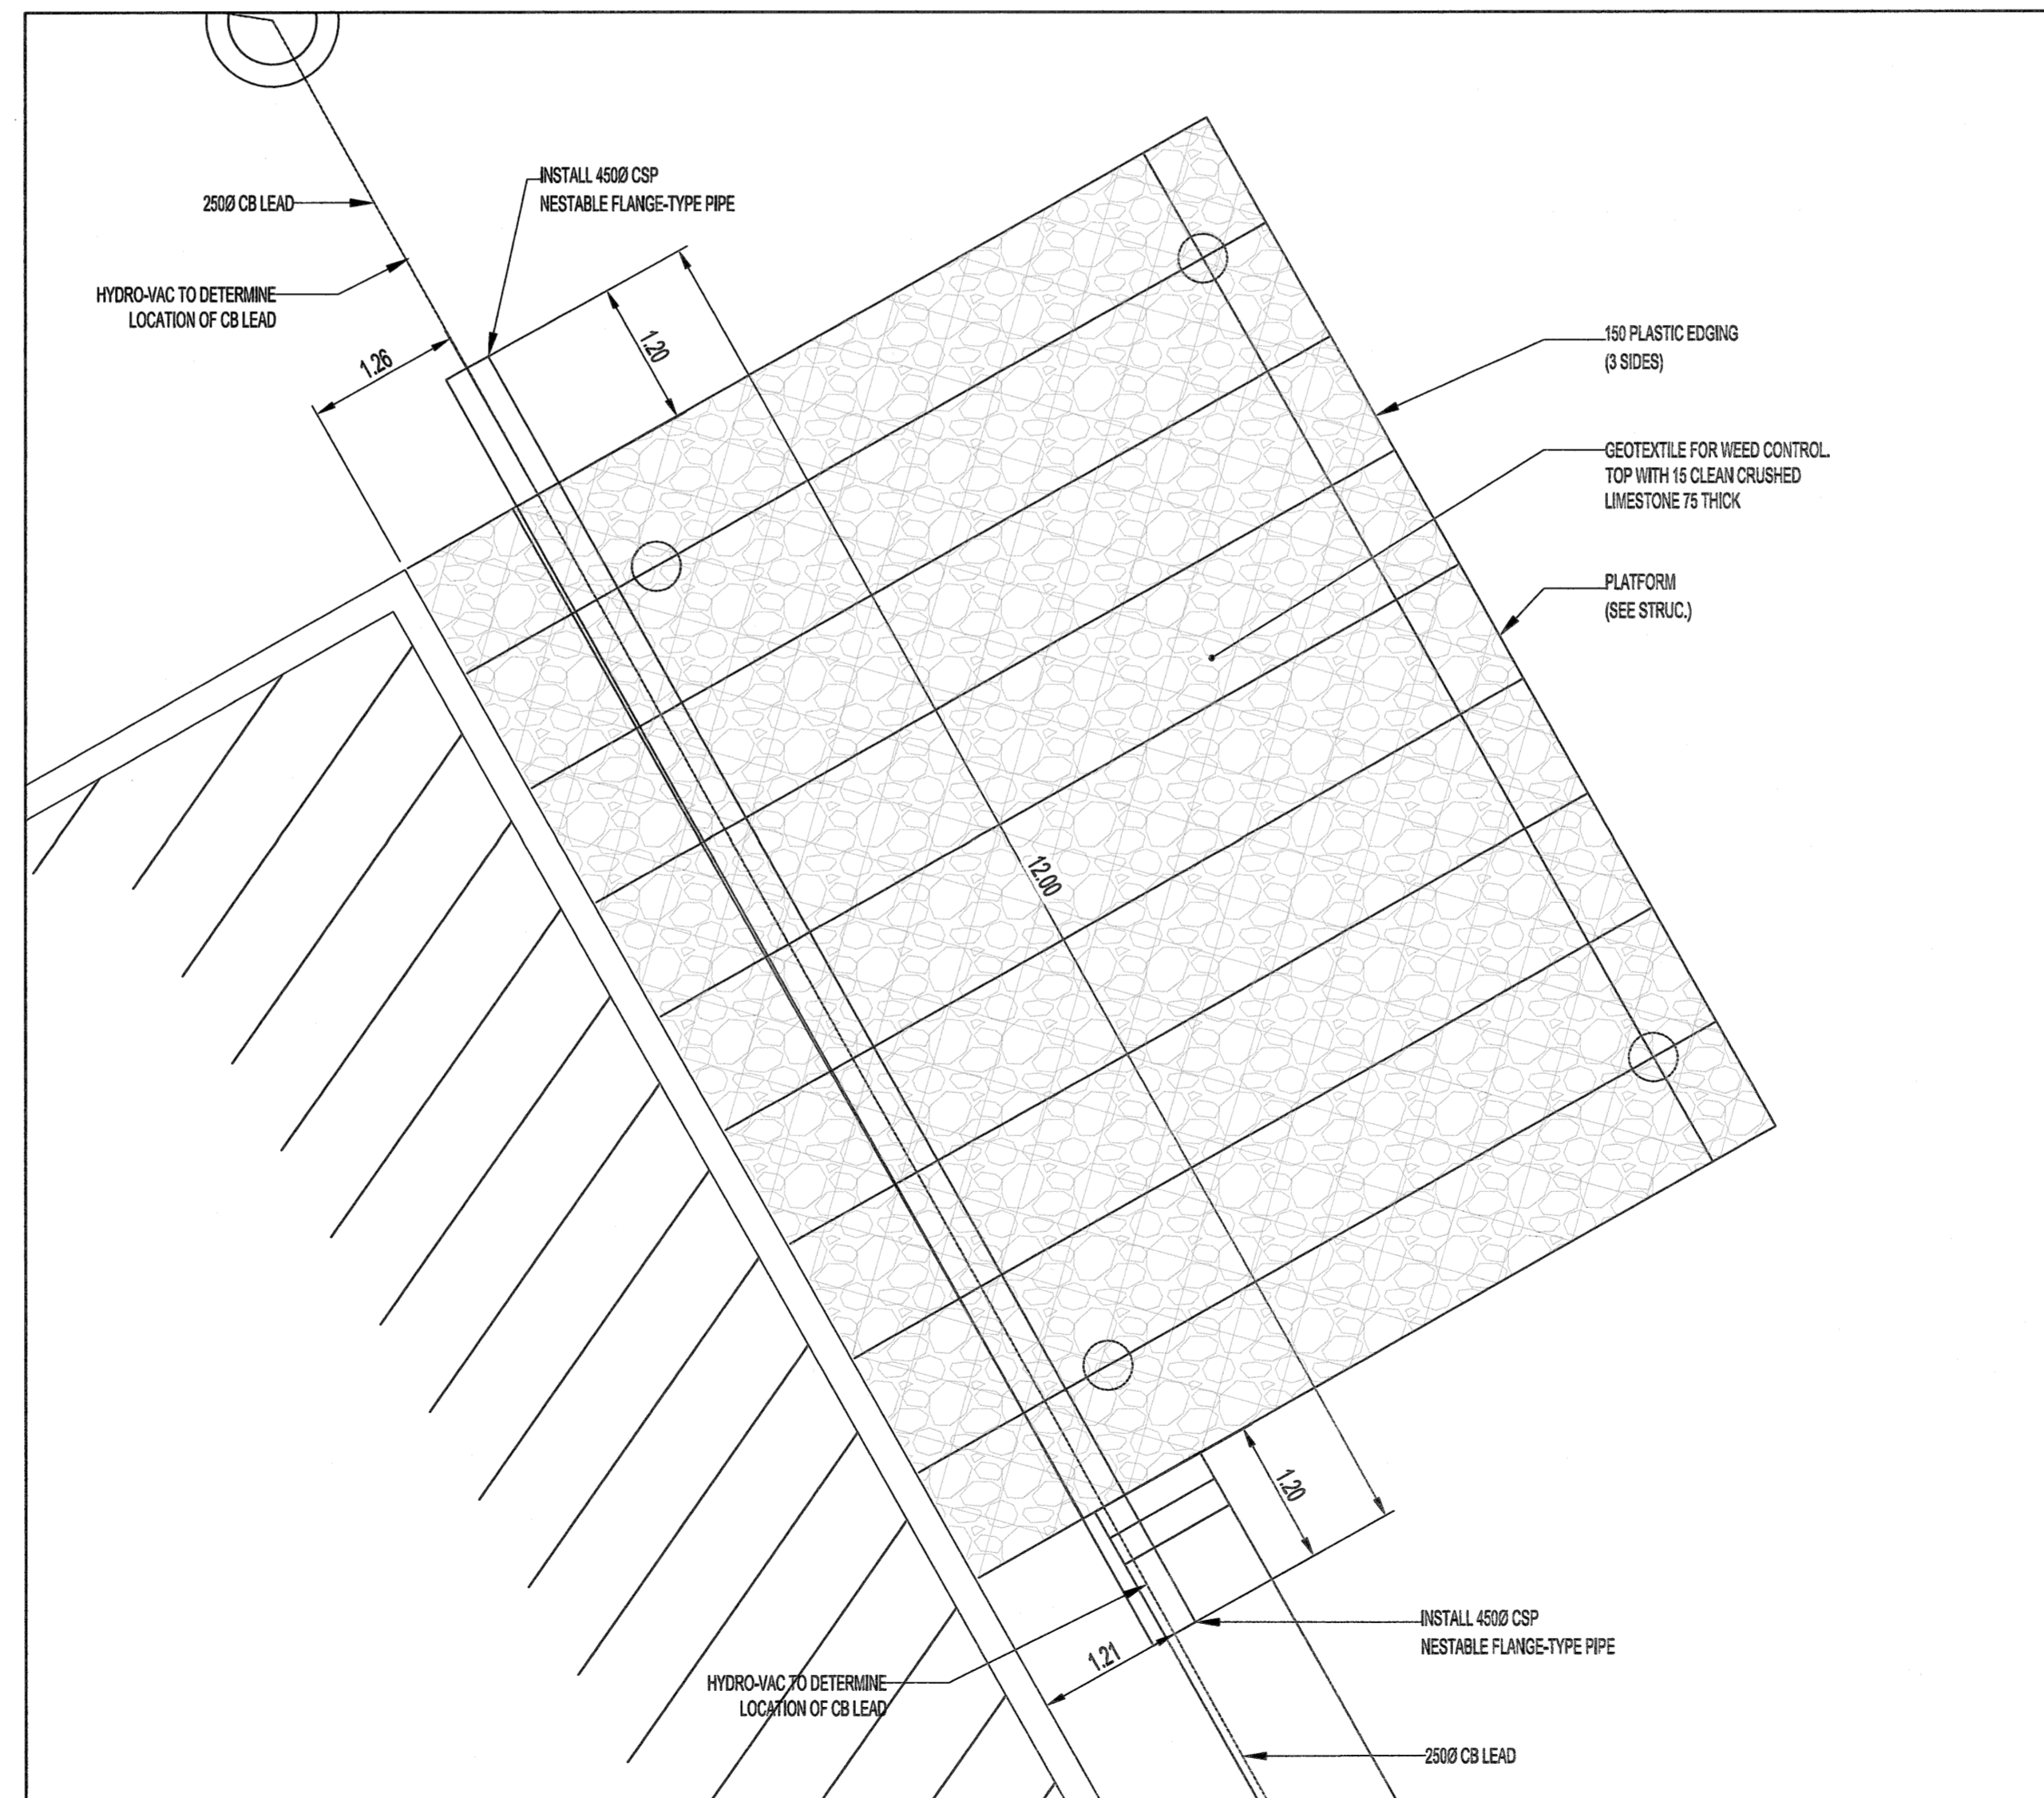 INSTALL 450Ø CSP
NESTABLE FLANGE-TYPE PIPE
250Ø CB LEAD
HYDRO-VAC TO DETERMINE
LOCATION OF CB LEAD
1.26
1.20
150 PLASTIC EDGING
(3 SIDES)
GEOTEXTILE FOR WEED CONTROL.
TOP WITH 15 CLEAN CRUSHED
LIMESTONE 75 THICK
PLATFORM
(SEE STRUC.)
12.00
1.20
INSTALL 450Ø CSP
NESTABLE FLANGE-TYPE PIPE
1.21
HYDRO-VAC TO DETERMINE
LOCATION OF CB LEAD
250Ø CB LEAD